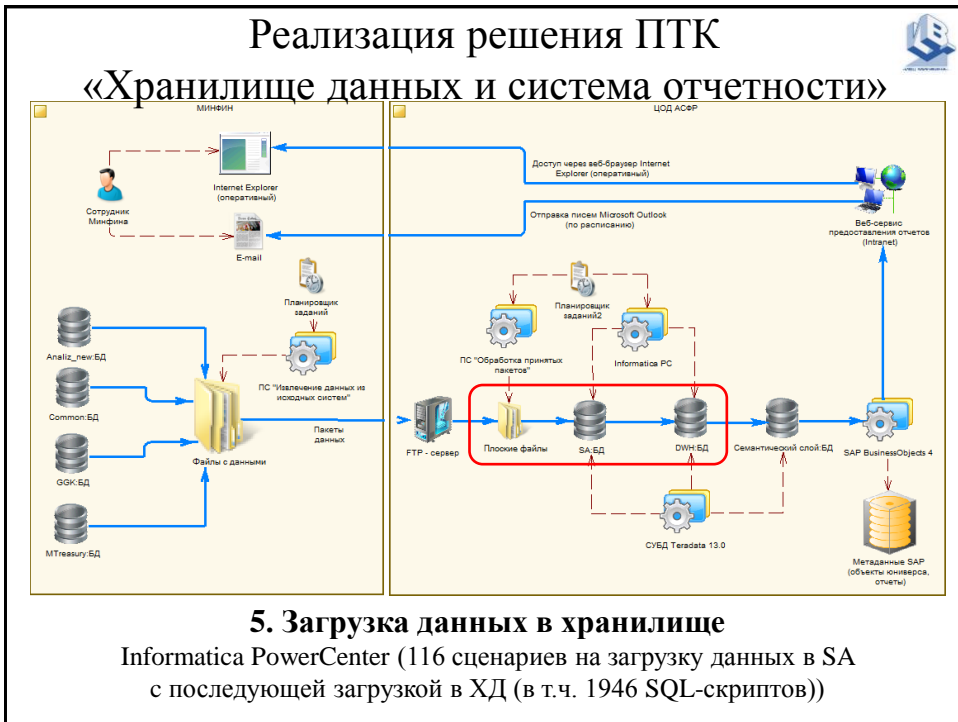 Реализация решения ПТК
«Хранилище данных и система отчетности»
МИНФИН
ЦОД АСФР
Internet Explorer
(оперативный)
Доступ через веб-браузер Internet
Explorer (оперативный)
Сотрудник
Минфина
E-mail
Отправка писем Microsoft Outlook
(по расписанию)
Веб-сервис
предоставления отчетов
(Intranet)
Планировщик
заданий
Планировщик
заданий2
Analiz_new:БД
ПС "Извлечение данных из
исходных систем"
ПС "Обработка принятых
пакетов"
Informatica PC
Common:БД
Пакеты
данных
Файлы с данными
FTP - сервер
Плоские файлы
SA:БД
DWH:БД
Семантический слой:БД
SAP BusinessObjects 4
GGK:БД
MTreasury:БД
СУБД Teradata 13.0
Метаданные SAP
(объекты юниверса,
отчеты)
5. Загрузка данных в хранилище
Informatica PowerCenter (116 сценариев на загрузку данных в SA
с последующей загрузкой в ХД (в т.ч. 1946 SQL-скриптов))